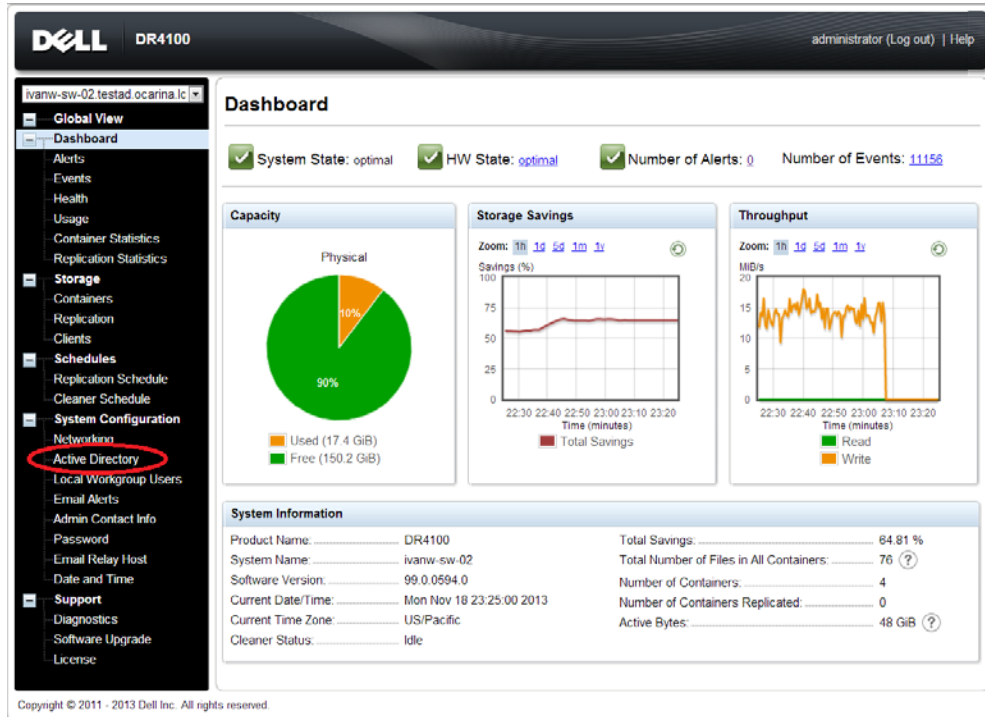 DELL DR4100
administrator (Log out) | Help
ivanw-sw-02.testad.ocarina.lc
Global View
Dashboard
Alerts
Events
Health
Usage
Container Statistics
Replication Statistics
Storage
Containers
Replication
Clients
Schedules
Replication Schedule
Cleaner Schedule
System Configuration
Networking
Active Directory
Local Workgroup Users
Email Alerts
Admin Contact Info
Password
Email Relay Host
Date and Time
Support
Diagnostics
Software Upgrade
License
Dashboard
System State: optimal HW State: optimal Number of Alerts: 0 Number of Events: 11156
Capacity
Physical
10%
90%
Used (17.4 GiB)
Free (150.2 GiB)
Storage Savings
Zoom: 1h 1d 5d 1m 1y
Savings (%)
100
75
50
25
0
22:30 22:40 22:50 23:00 23:10 23:20
Time (minutes)
Total Savings
Throughput
Zoom: 1h 1d 5d 1m 1y
MiB/s
20
15
10
5
0
22:30 22:40 22:50 23:00 23:10 23:20
Time (minutes)
Read
Write
System Information
Product Name: DR4100
System Name: ivanw-sw-02
Software Version: 99.0.0594.0
Current Date/Time: Mon Nov 18 23:25:00 2013
Current Time Zone: US/Pacific
Cleaner Status: Idle
Total Savings: 64.81 %
Total Number of Files in All Containers: 76 ?
Number of Containers: 4
Number of Containers Replicated: 0
Active Bytes: 48 GiB ?
Copyright © 2011 - 2013 Dell Inc. All rights reserved.